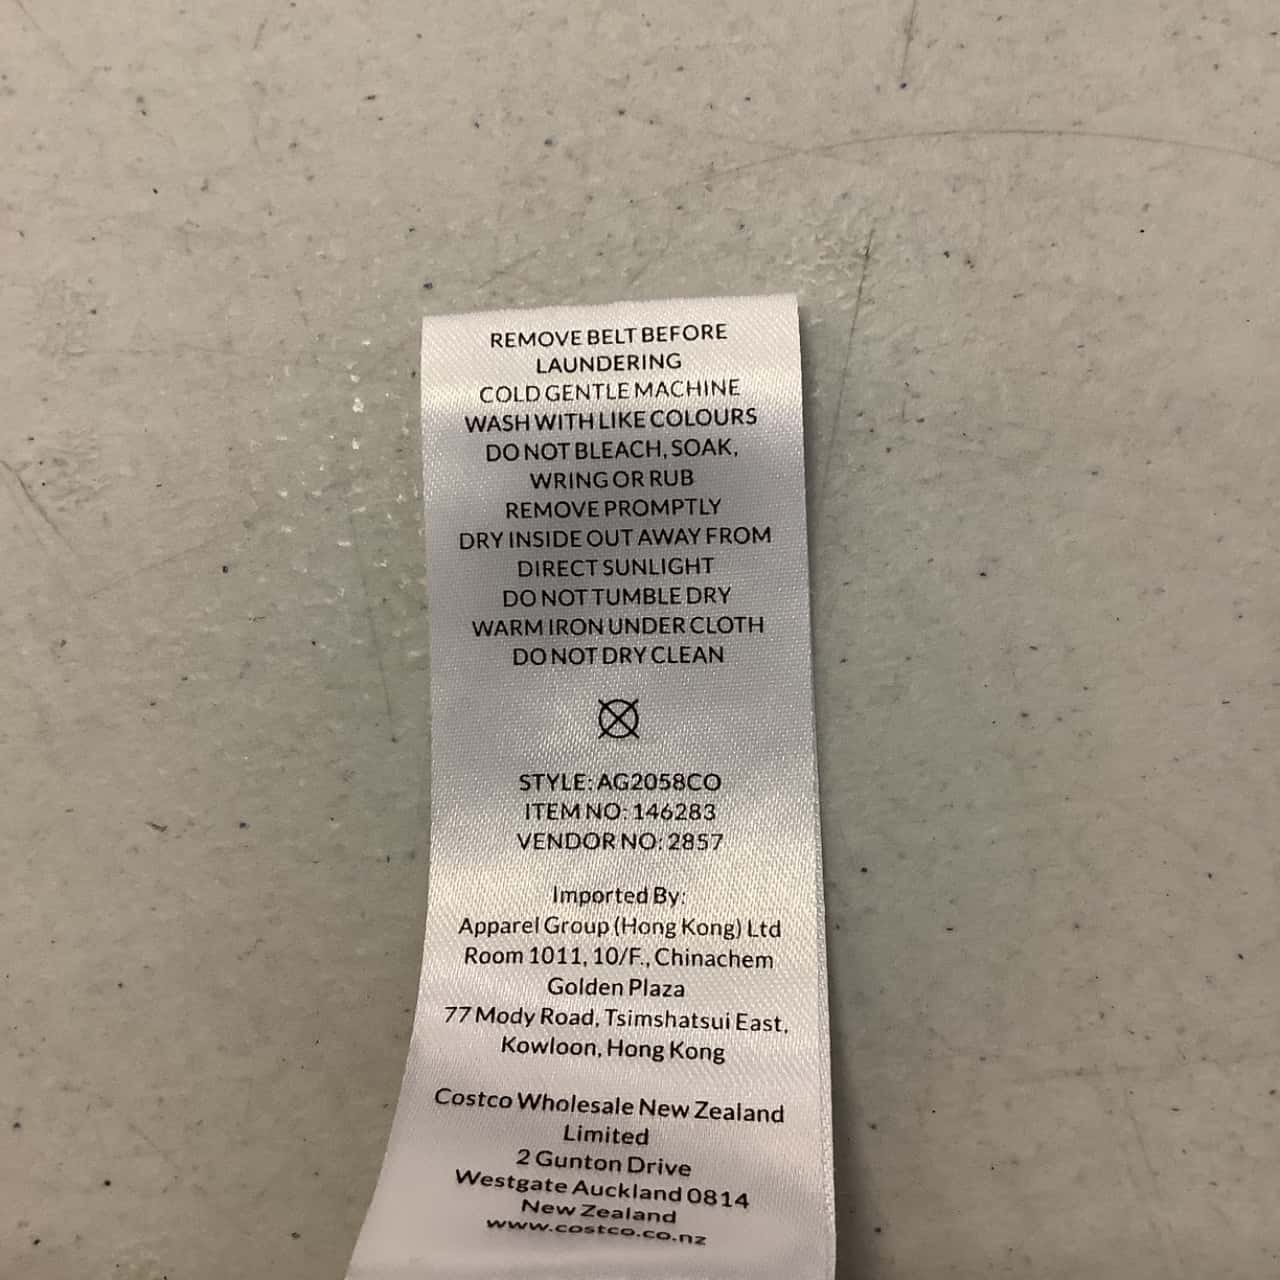 REMOVE BELT BEFORE
LAUNDERING
COLD GENTLE MACHINE
WASH WITH LIKE COLOURS
DO NOT BLEACH, SOAK,
WRING OR RUB
REMOVE PROMPTLY
DRY INSIDE OUT AWAY FROM
DIRECT SUNLIGHT
DO NOT TUMBLE DRY
WARM IRON UNDER CLOTH
DO NOT DRY CLEAN
STYLE: AG2058CO
ITEM NO: 146283
VENDOR NO: 2857
Imported By:
Apparel Group (Hong Kong) Ltd
Room 1011, 10/F., Chinachem
Golden Plaza
77 Mody Road, Tsimshatsui East,
Kowloon, Hong Kong
Costco Wholesale New Zealand
Limited
2 Gunton Drive
Westgate Auckland 0814
New Zealand
www.costco.co.nz